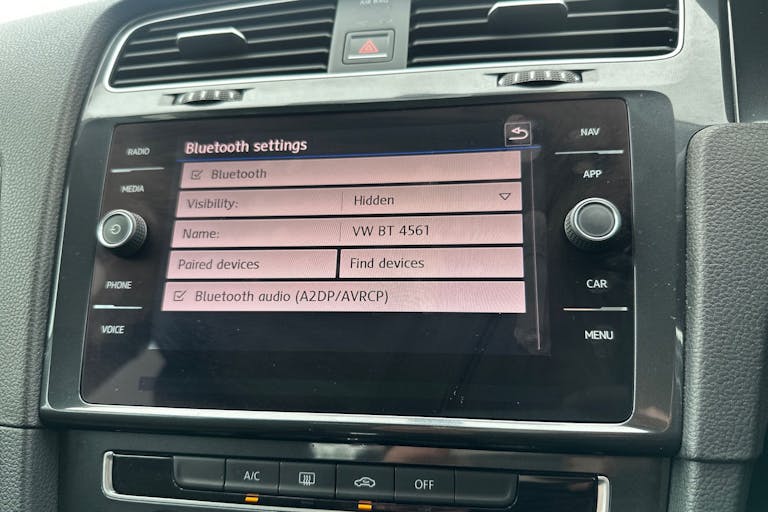 AIR BAG
RADIO
MEDIA
PHONE
VOICE
Bluetooth settings
Bluetooth
Visibility: Hidden
Name: VW BT 4561
Paired devices Find devices
Bluetooth audio (A2DP/AVRCP)
NAV
APP
CAR
MENU
A/C OFF